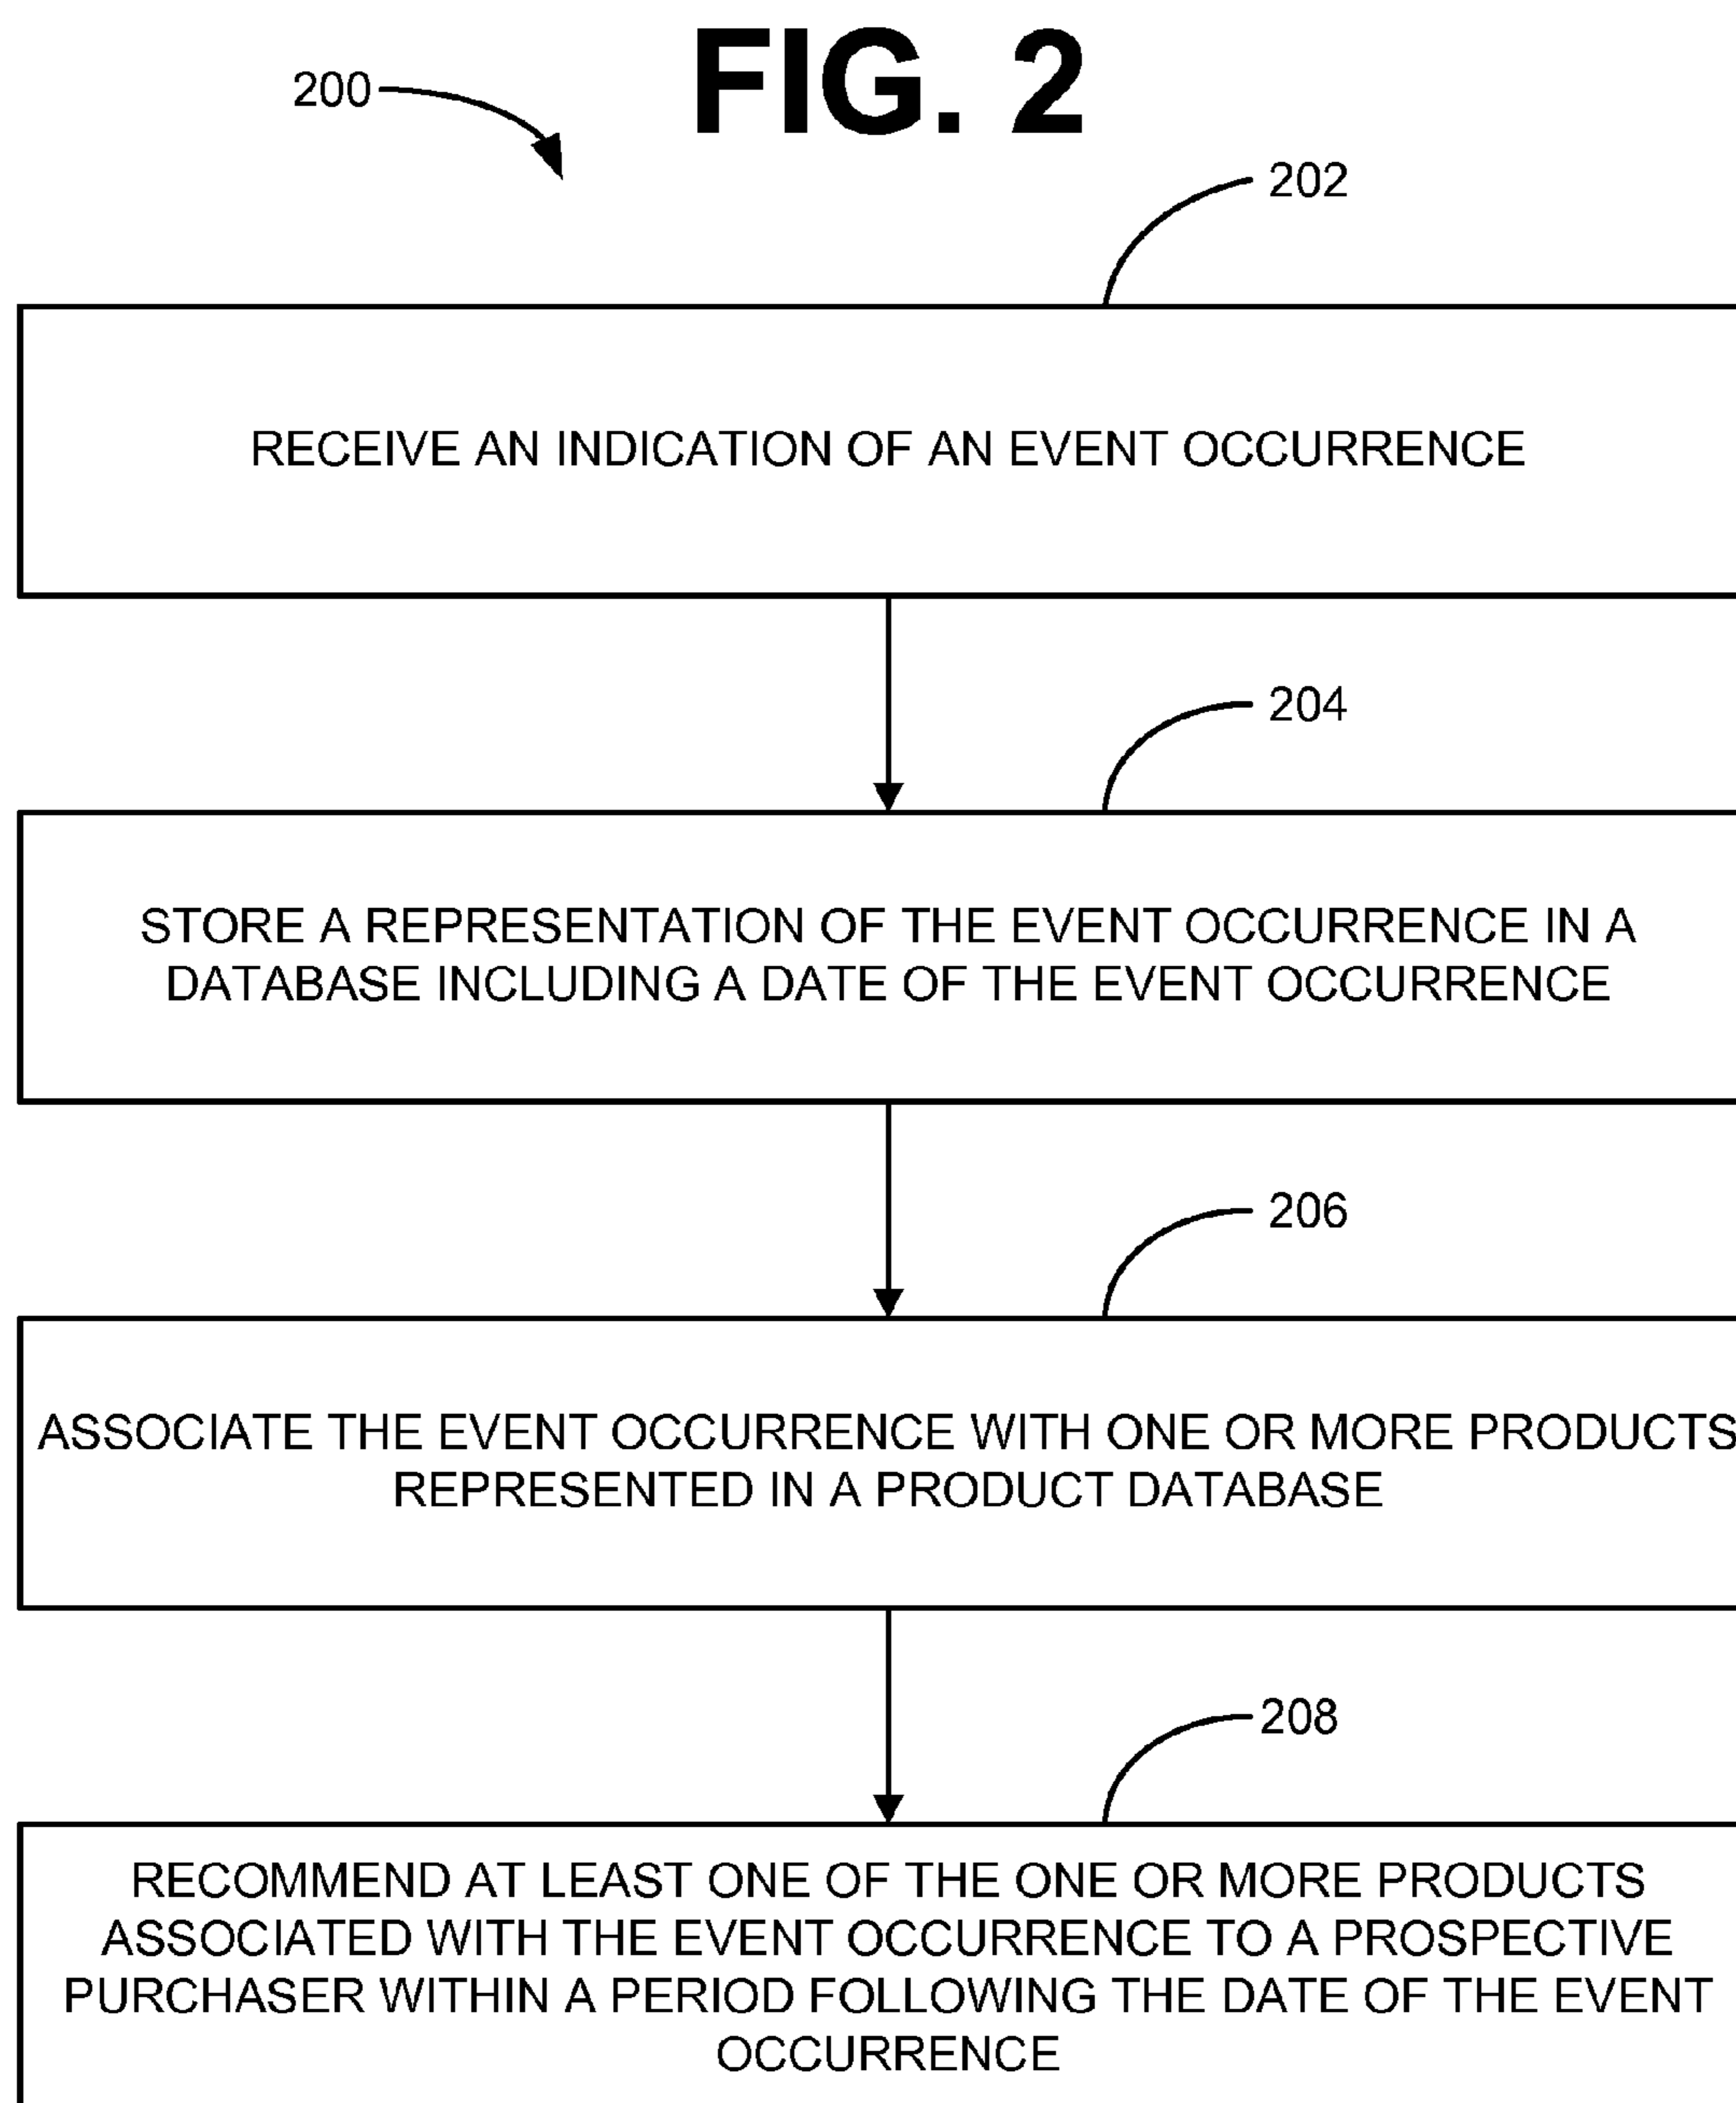 FIG. 2
200
202
RECEIVE AN INDICATION OF AN EVENT OCCURRENCE
204
STORE A REPRESENTATION OF THE EVENT OCCURRENCE IN A
DATABASE INCLUDING A DATE OF THE EVENT OCCURRENCE
206
ASSOCIATE THE EVENT OCCURRENCE WITH ONE OR MORE PRODUCTS
REPRESENTED IN A PRODUCT DATABASE
208
RECOMMEND AT LEAST ONE OF THE ONE OR MORE PRODUCTS
ASSOCIATED WITH THE EVENT OCCURRENCE TO A PROSPECTIVE
PURCHASER WITHIN A PERIOD FOLLOWING THE DATE OF THE EVENT
OCCURRENCE